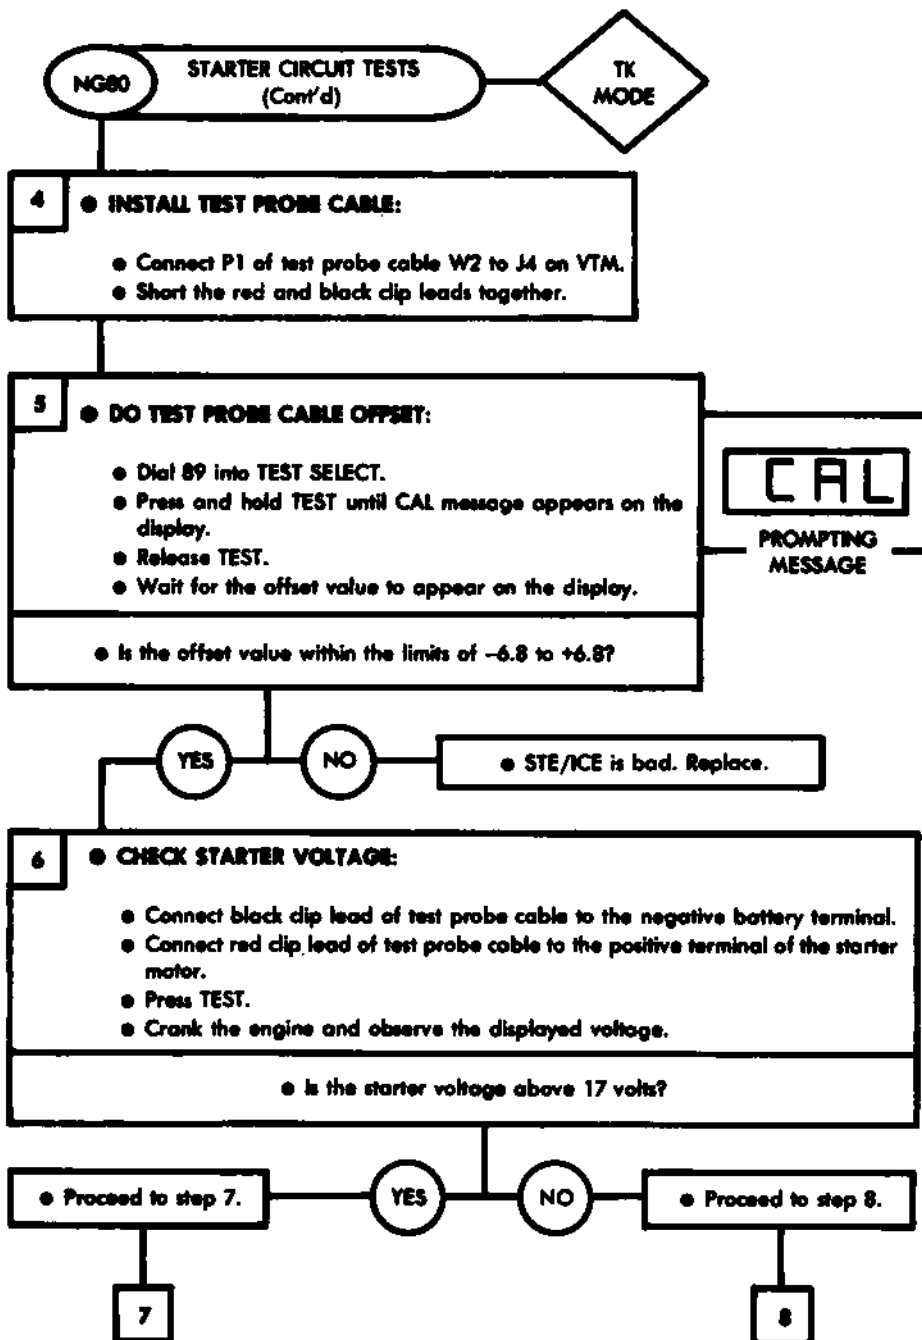 NG80
STARTER CIRCUIT TESTS
(Cont'd)
TK
MODE
4
● INSTALL TEST PROBE CABLE:
● Connect P1 of test probe cable W2 to J4 on VTM.
● Short the red and black clip leads together.
5
● DO TEST PROBE CABLE OFFSET:
● Dial 89 into TEST SELECT.
● Press and hold TEST until CAL message appears on the
display.
● Release TEST.
● Wait for the offset value to appear on the display.
CAL
PROMPTING
MESSAGE
● Is the offset value within the limits of -6.8 to +6.8?
YES
NO
● STE/ICE is bad. Replace.
6
● CHECK STARTER VOLTAGE:
● Connect black clip lead of test probe cable to the negative battery terminal.
● Connect red clip lead of test probe cable to the positive terminal of the starter
motor.
● Press TEST.
● Crank the engine and observe the displayed voltage.
● Is the starter voltage above 17 volts?
● Proceed to step 7.
YES
NO
● Proceed to step 8.
7
8